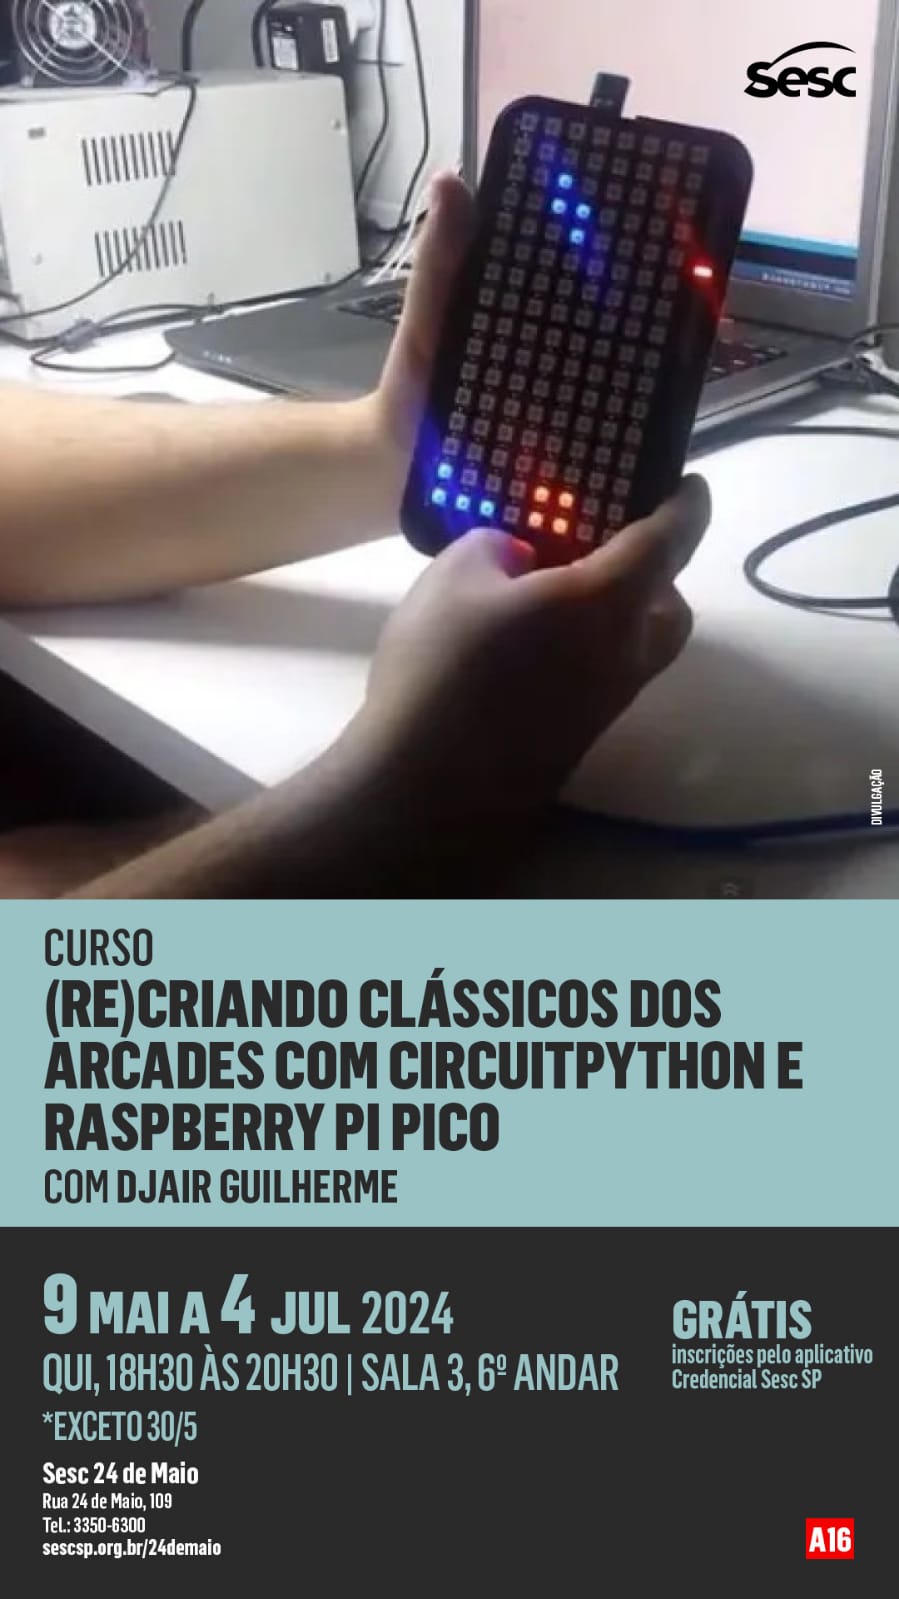 Sesc
DIVULGAÇÃO
CURSO
(RE)CRIANDO CLÁSSICOS DOS
ARCADES COM CIRCUITPYTHON E
RASPBERRY PI PICO
COM DJAIR GUILHERME
9 MAI A 4 JUL 2024
QUI, 18H30 ÀS 20H30 | SALA 3, 6º ANDAR
*EXCETO 30/5
GRÁTIS
inscrições pelo aplicativo
Credencial Sesc SP
Sesc 24 de Maio
Rua 24 de Maio, 109
Tel.: 3350-6300
sescsp.org.br/24demaio
A16